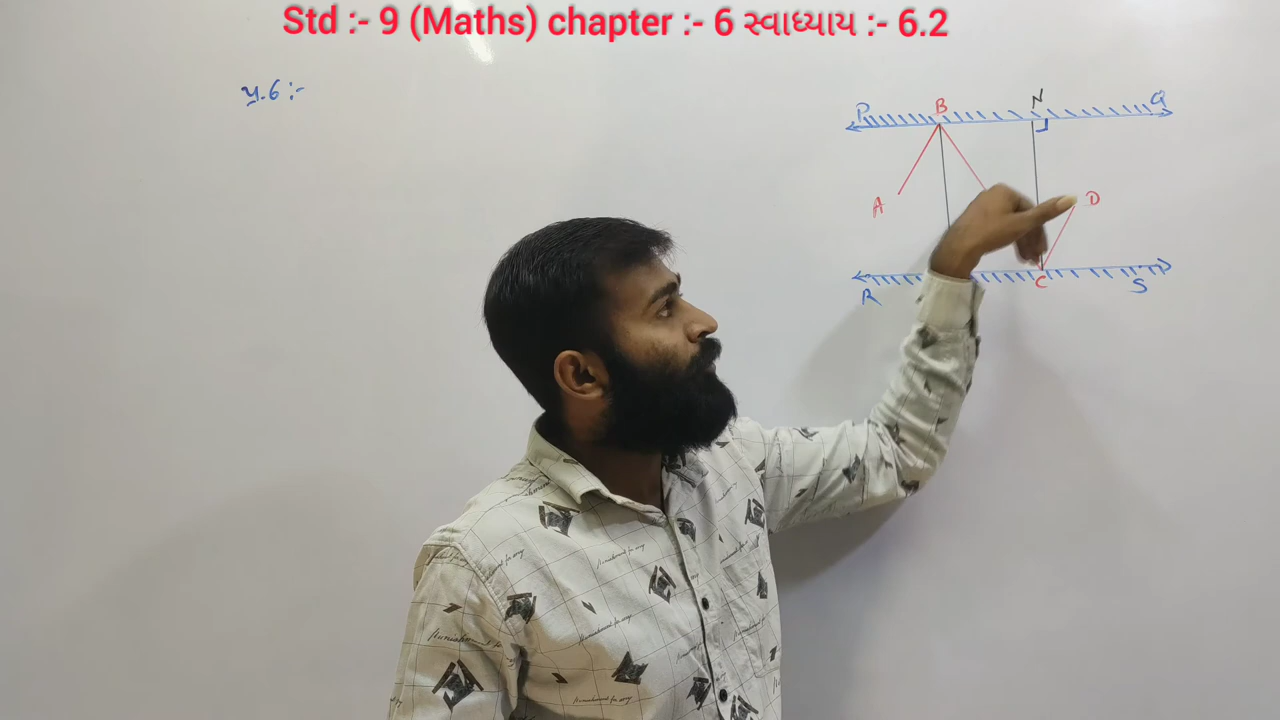 Std :- 9 (Maths) chapter :- 6 સ્વાધ્યાય :- 6.2
પ્ર.6 :-
P B N Q
A D
R C S